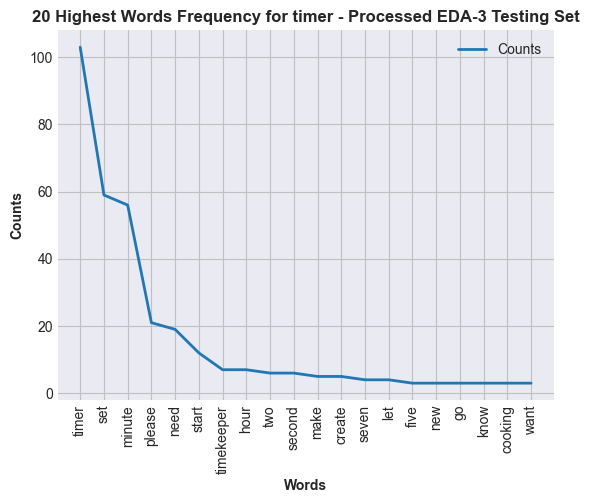 20 Highest Words Frequency for timer - Processed EDA-3 Testing Set
Counts
100
80
60
40
20
0
Counts
timer
set
minute
please
need
start
timekeeper
hour
two
second
make
create
seven
let
five
new
go
know
cooking
want
Words